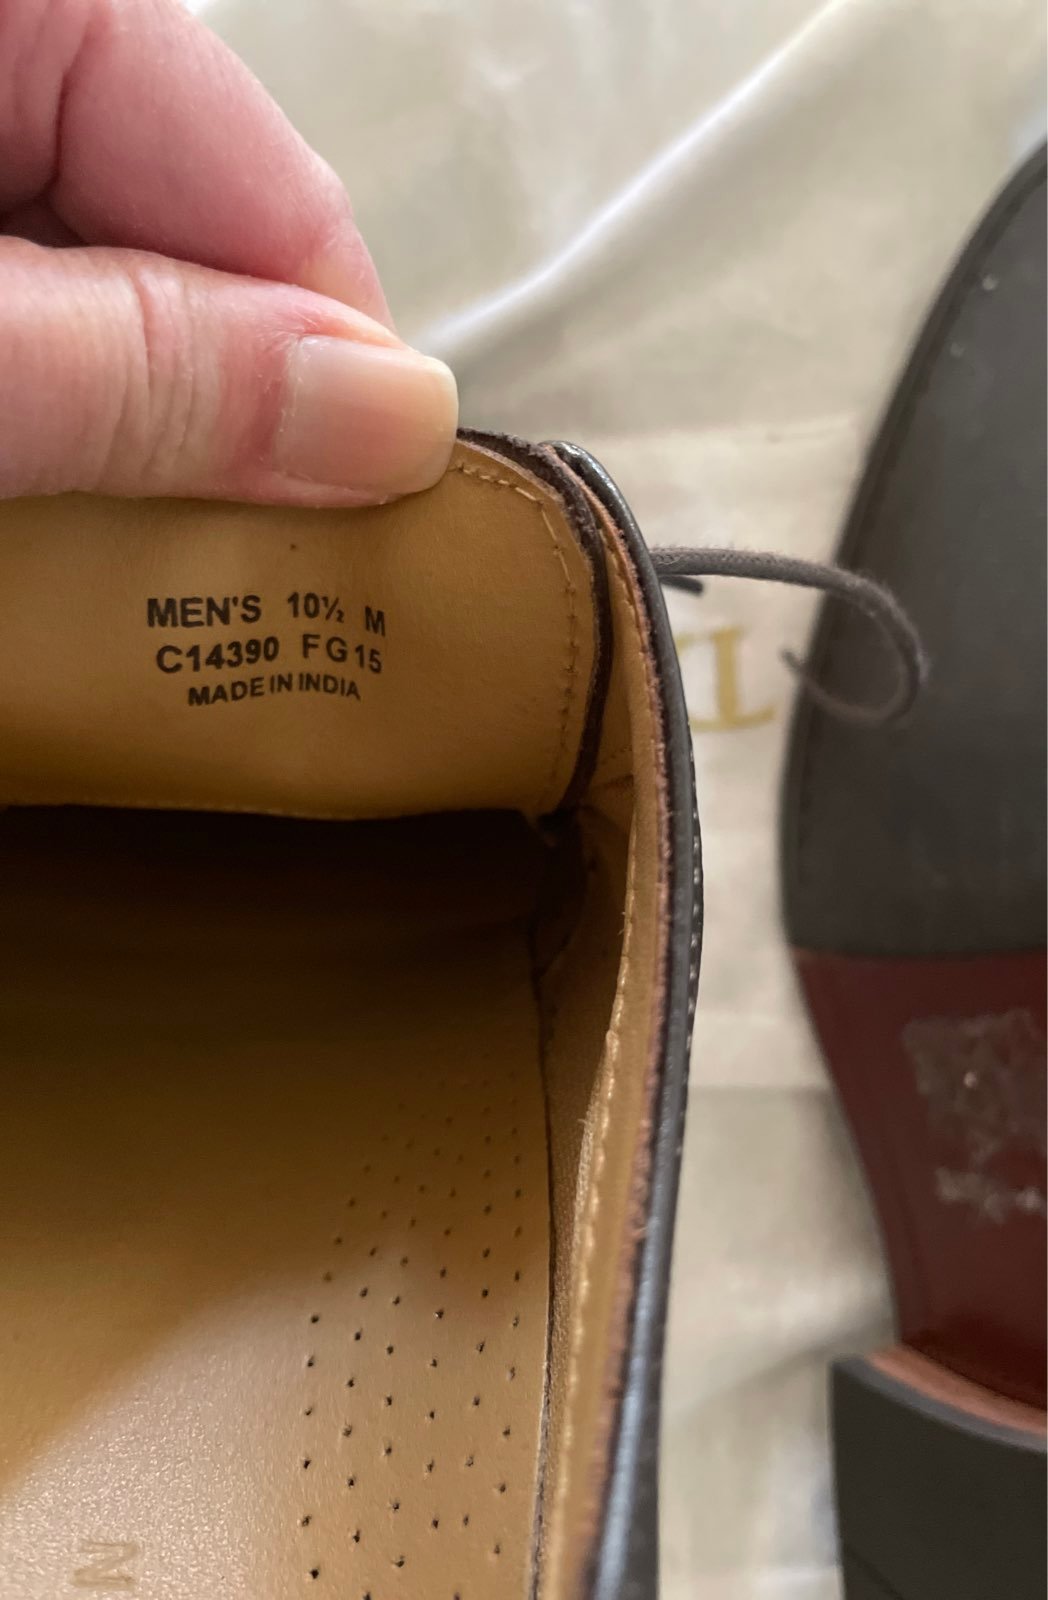 MEN'S 10½ M
C14390 FG15
MADE IN INDIA
N